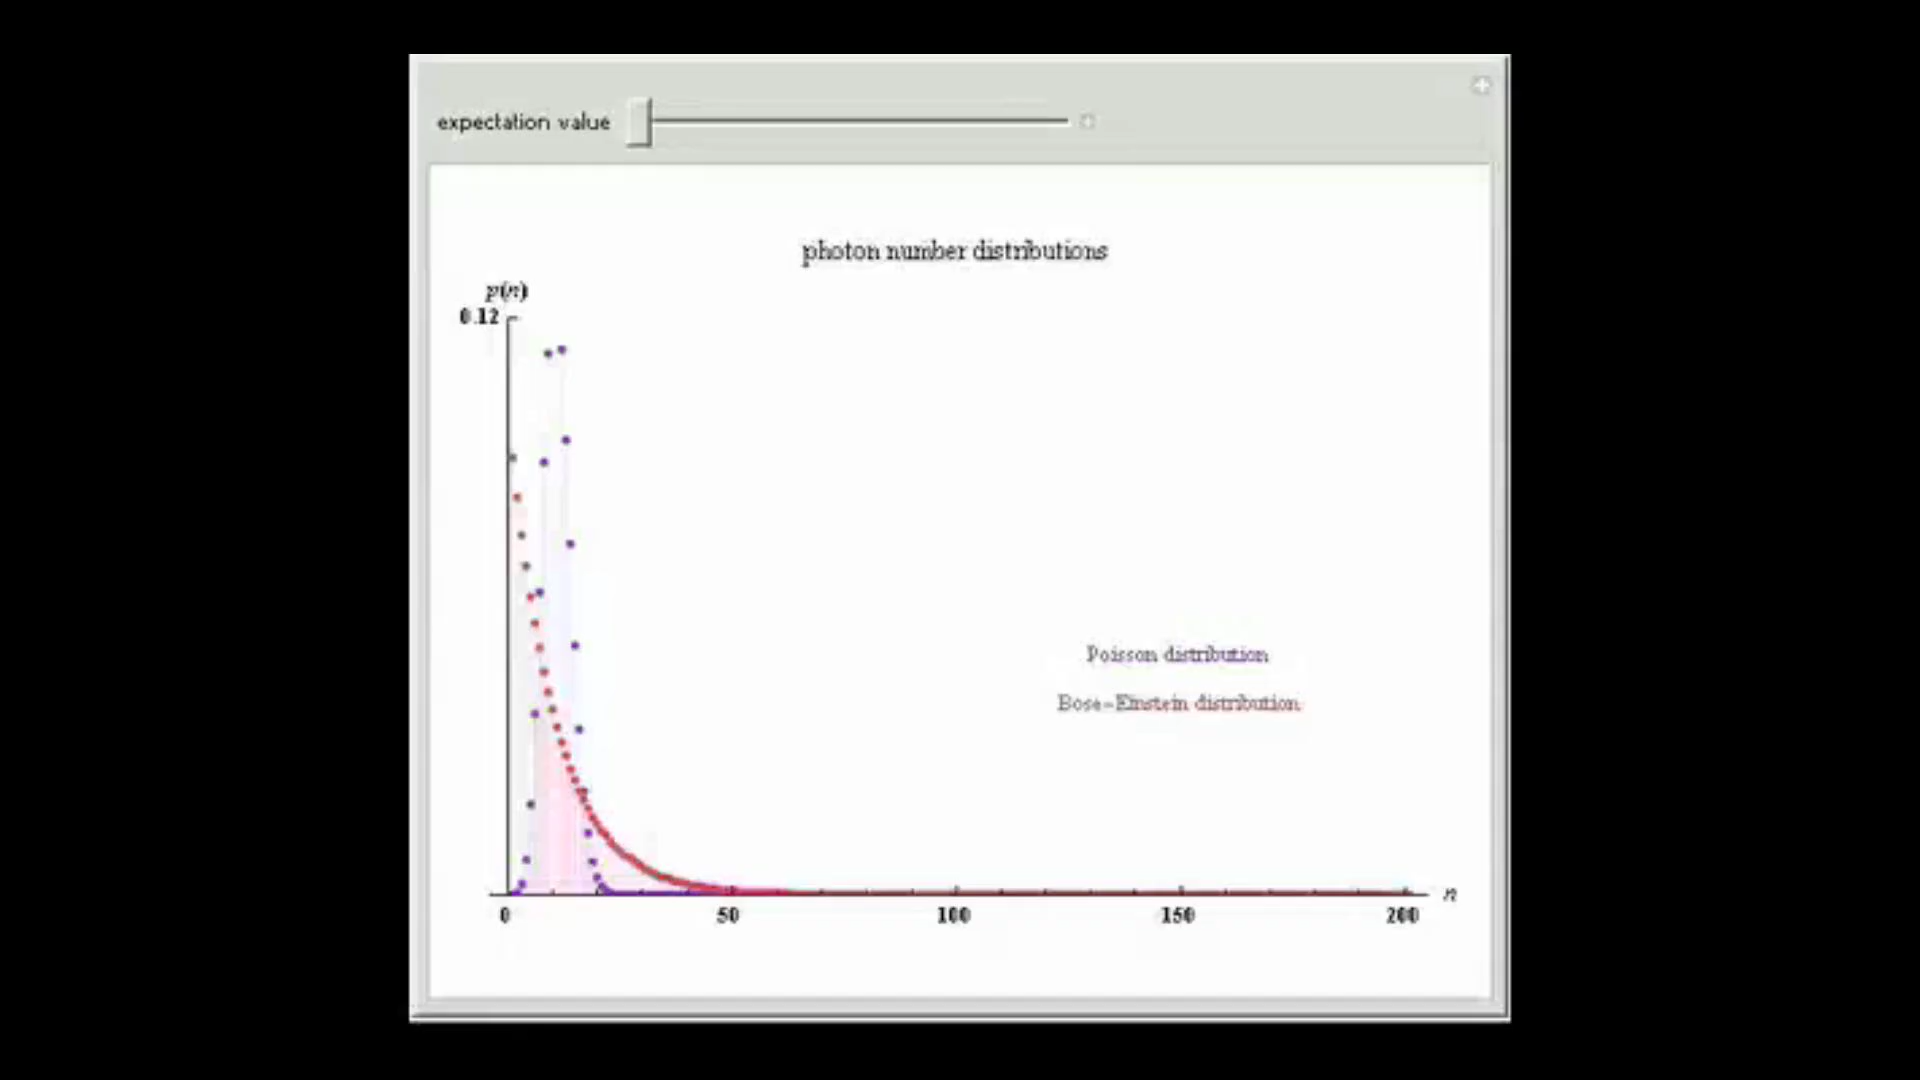 expectation value
photon number distributions
p(n)
0.12
Poisson distribution
Bose-Einstein distribution
n
0 50 100 150 200